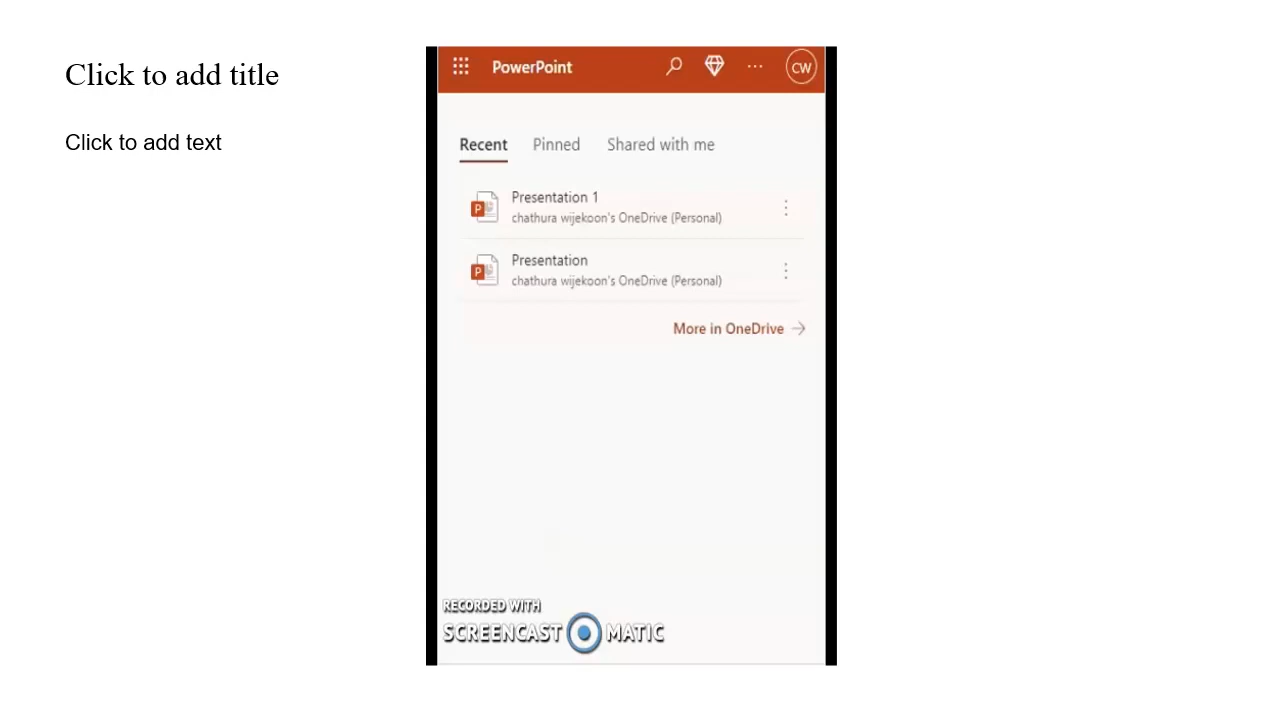 Click to add title
Click to add text
PowerPoint
CW
Recent Pinned Shared with me
Presentation 1
chathura wijekoon's OneDrive (Personal)
Presentation
chathura wijekoon's OneDrive (Personal)
More in OneDrive
RECORDED WITH
SCREENCAST MATIC